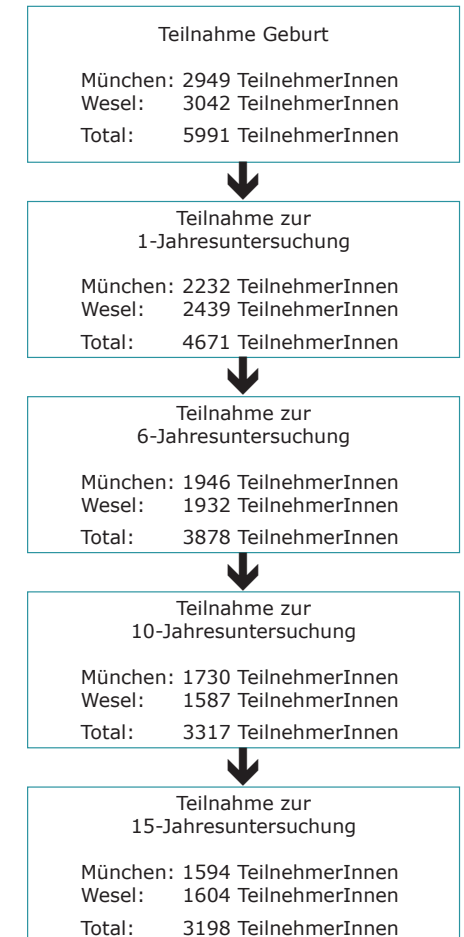 Teilnahme Geburt
München: 2949 TeilnehmerInnen
Wesel: 3042 TeilnehmerInnen
Total: 5991 TeilnehmerInnen
Teilnahme zur
1-Jahresuntersuchung
München: 2232 TeilnehmerInnen
Wesel: 2439 TeilnehmerInnen
Total: 4671 TeilnehmerInnen
Teilnahme zur
6-Jahresuntersuchung
München: 1946 TeilnehmerInnen
Wesel: 1932 TeilnehmerInnen
Total: 3878 TeilnehmerInnen
Teilnahme zur
10-Jahresuntersuchung
München: 1730 TeilnehmerInnen
Wesel: 1587 TeilnehmerInnen
Total: 3317 TeilnehmerInnen
Teilnahme zur
15-Jahresuntersuchung
München: 1594 TeilnehmerInnen
Wesel: 1604 TeilnehmerInnen
Total: 3198 TeilnehmerInnen